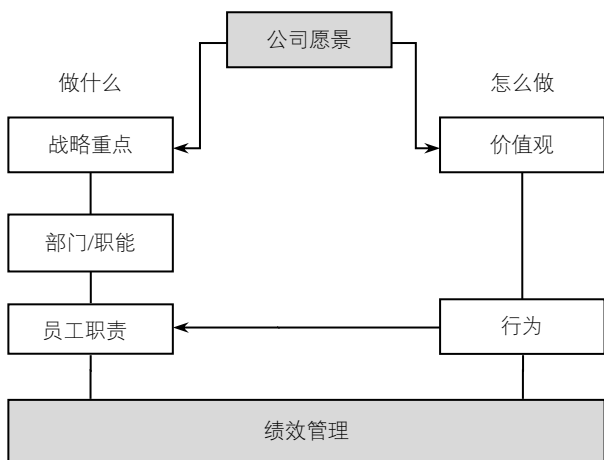 公司愿景
做什么
怎么做
战略重点
价值观
部门/职能
员工职责
行为
绩效管理